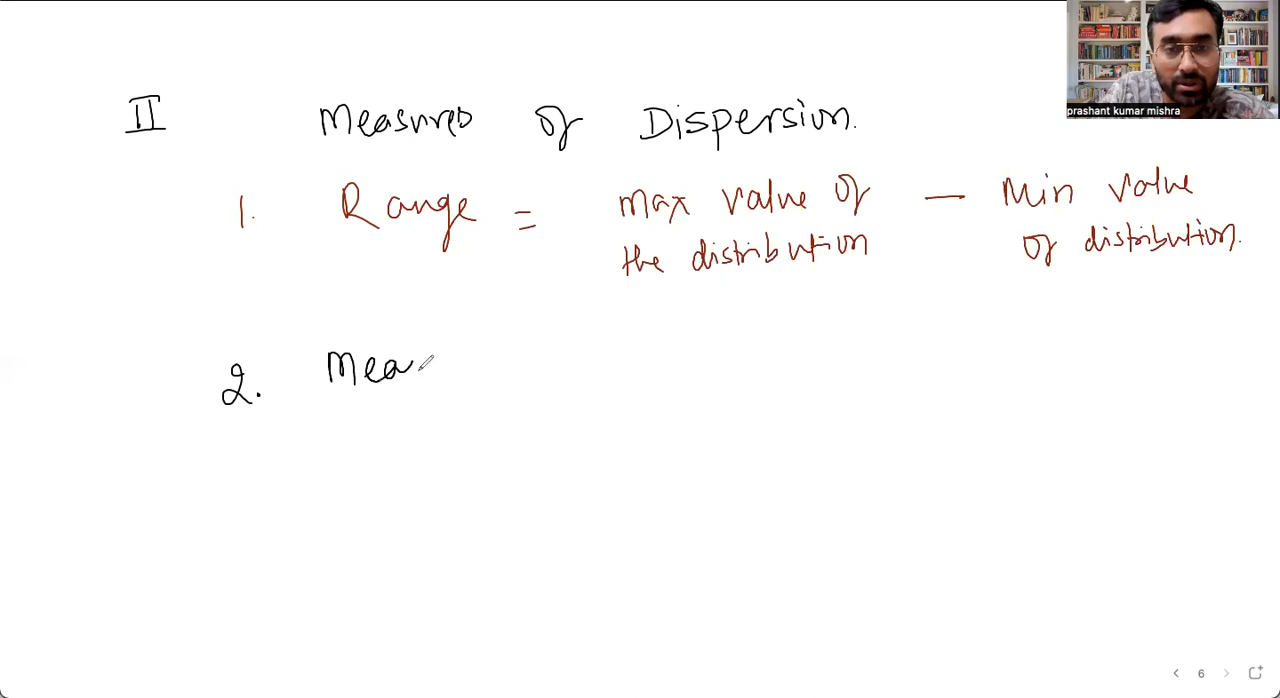 prashant kumar mishra
II Measures of Dispersion.
1. Range = Max value of the distribution — Min value of distribution.
2. Mea
6